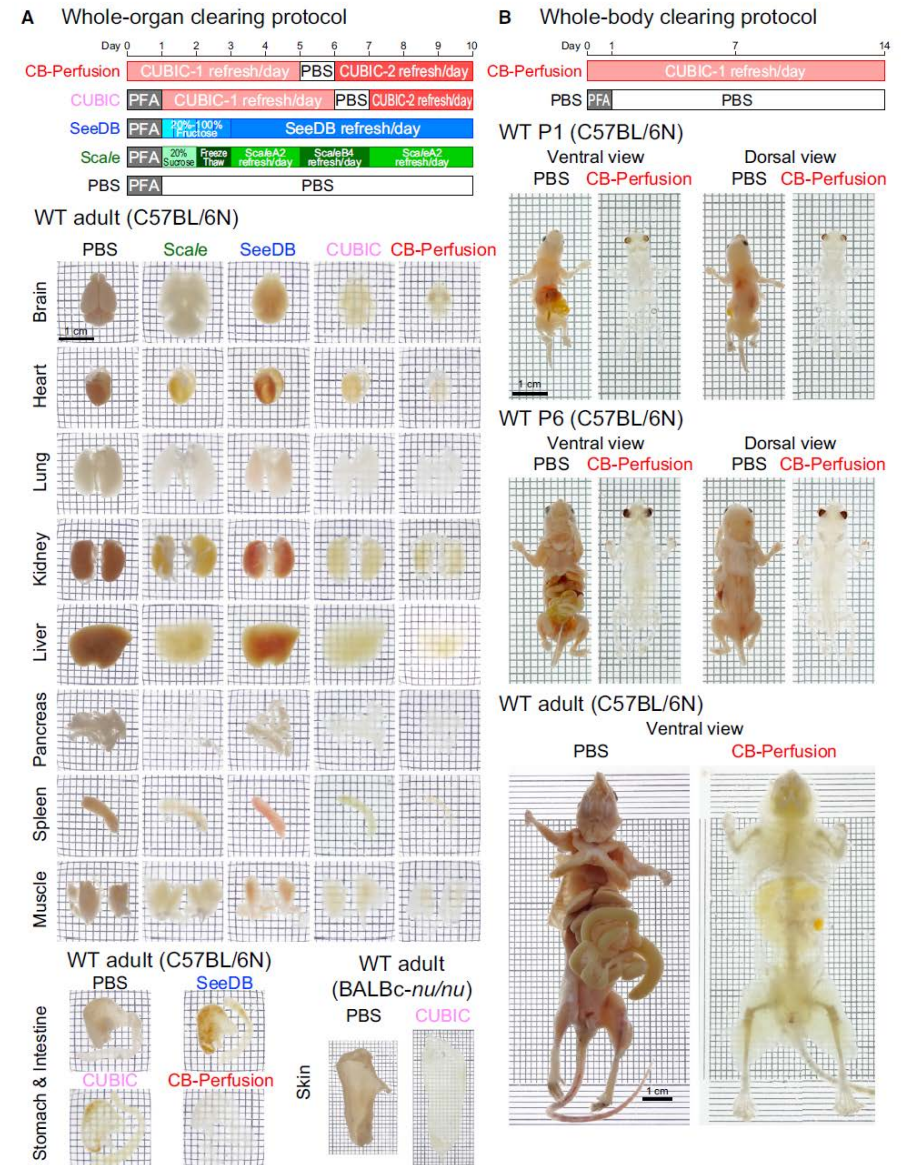 A Whole-organ clearing protocol
Day 0 1 2 3 4 5 6 7 8 9 10
CB-Perfusion CUBIC-1 refresh/day PBS CUBIC-2 refresh/day
CUBIC PFA CUBIC-1 refresh/day PBS CUBIC-2 refresh/day
SeeDB PFA 20%-100% Fructose SeeDB refresh/day
Scale PFA 20% Sucrose Freeze Thaw ScaleA2 refresh/day ScaleB4 refresh/day ScaleA2 refresh/day
PBS PFA PBS
WT adult (C57BL/6N)
PBS Scale SeeDB CUBIC CB-Perfusion
Brain
1 cm
Heart
Lung
Kidney
Liver
Pancreas
Spleen
Muscle
WT adult (C57BL/6N)
PBS SeeDB
CUBIC CB-Perfusion
Stomach & Intestine
WT adult
(BALBc-nu/nu)
PBS CUBIC
Skin
B Whole-body clearing protocol
Day 0 1 7 14
CB-Perfusion CUBIC-1 refresh/day
PBS PFA PBS
WT P1 (C57BL/6N)
Ventral view Dorsal view
PBS CB-Perfusion PBS CB-Perfusion
1 cm
WT P6 (C57BL/6N)
Ventral view Dorsal view
PBS CB-Perfusion PBS CB-Perfusion
WT adult (C57BL/6N)
Ventral view
PBS CB-Perfusion
1 cm